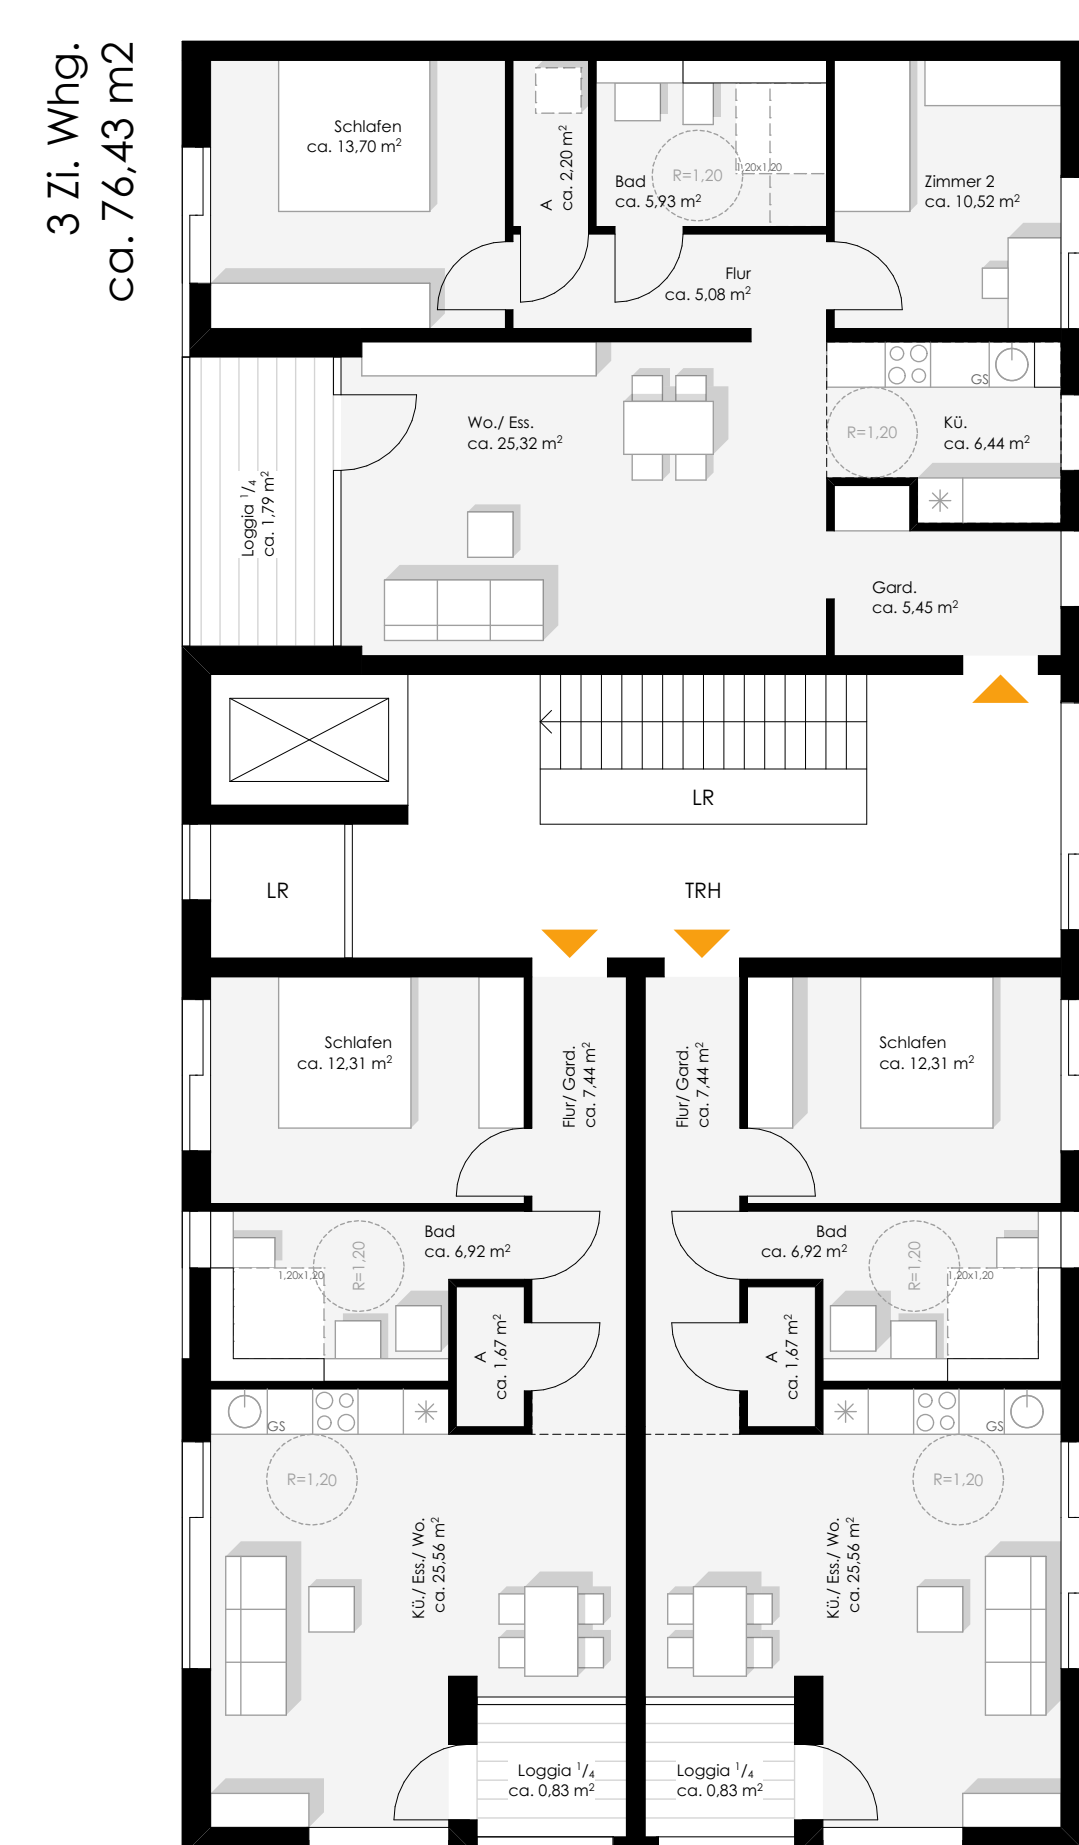 3 Zi. Whg.
ca. 76,43 m2
Schlafen
ca. 13,70 m²
A
ca. 2,20 m²
Bad
ca. 5,93 m²
R=1,20
1,20x1,20
Zimmer 2
ca. 10,52 m²
Flur
ca. 5,08 m²
Wo./ Ess.
ca. 25,32 m²
GS
R=1,20
Kü.
ca. 6,44 m²
Loggia ¹/₄
ca. 1,79 m²
Gard.
ca. 5,45 m²
LR
LR
TRH
Schlafen
ca. 12,31 m²
Flur/ Gard.
ca. 7,44 m²
Flur/ Gard.
ca. 7,44 m²
Schlafen
ca. 12,31 m²
Bad
ca. 6,92 m²
R=1,20
1,20x1,20
Bad
ca. 6,92 m²
R=1,20
1,20x1,20
A
ca. 1,67 m²
A
ca. 1,67 m²
GS
GS
R=1,20
R=1,20
Kü./ Ess./ Wo.
ca. 25,56 m²
Kü./ Ess./ Wo.
ca. 25,56 m²
Loggia ¹/₄
ca. 0,83 m²
Loggia ¹/₄
ca. 0,83 m²